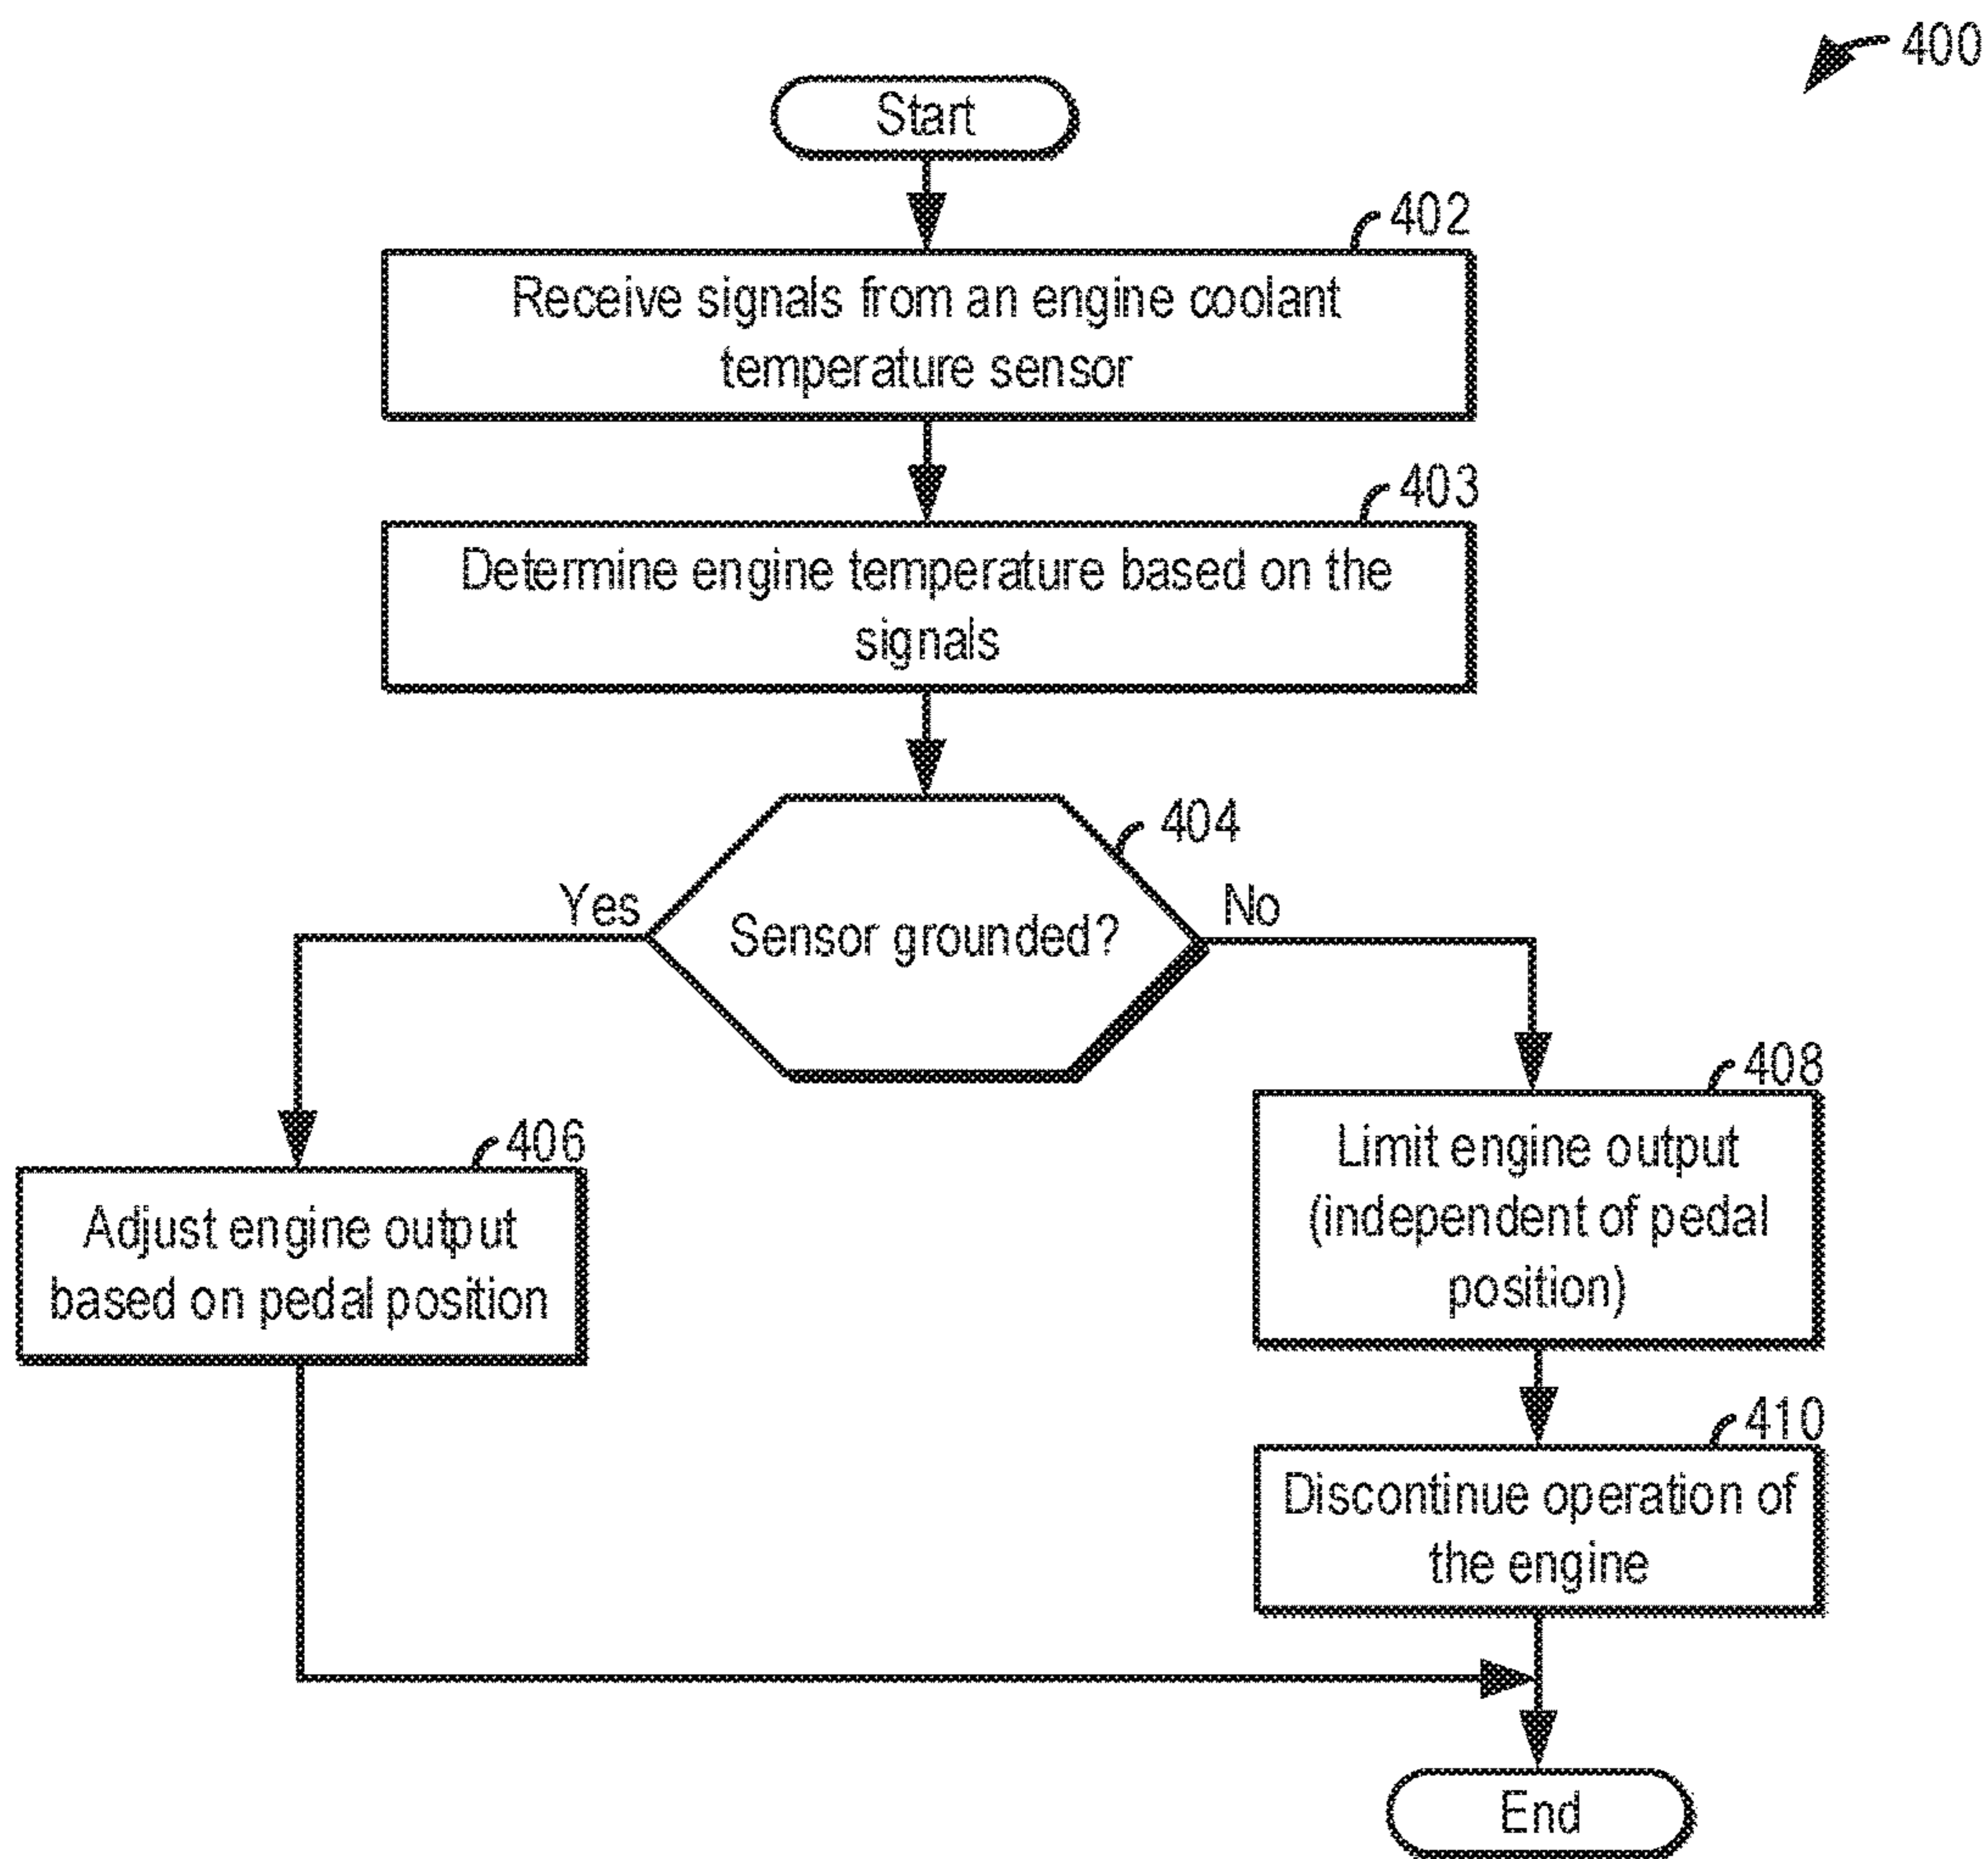 400
Start
402
Receive signals from an engine coolant
temperature sensor
403
Determine engine temperature based on the
signals
404
Yes
Sensor grounded?
No
406
Adjust engine output
based on pedal position
408
Limit engine output
(independent of pedal
position)
410
Discontinue operation of
the engine
End